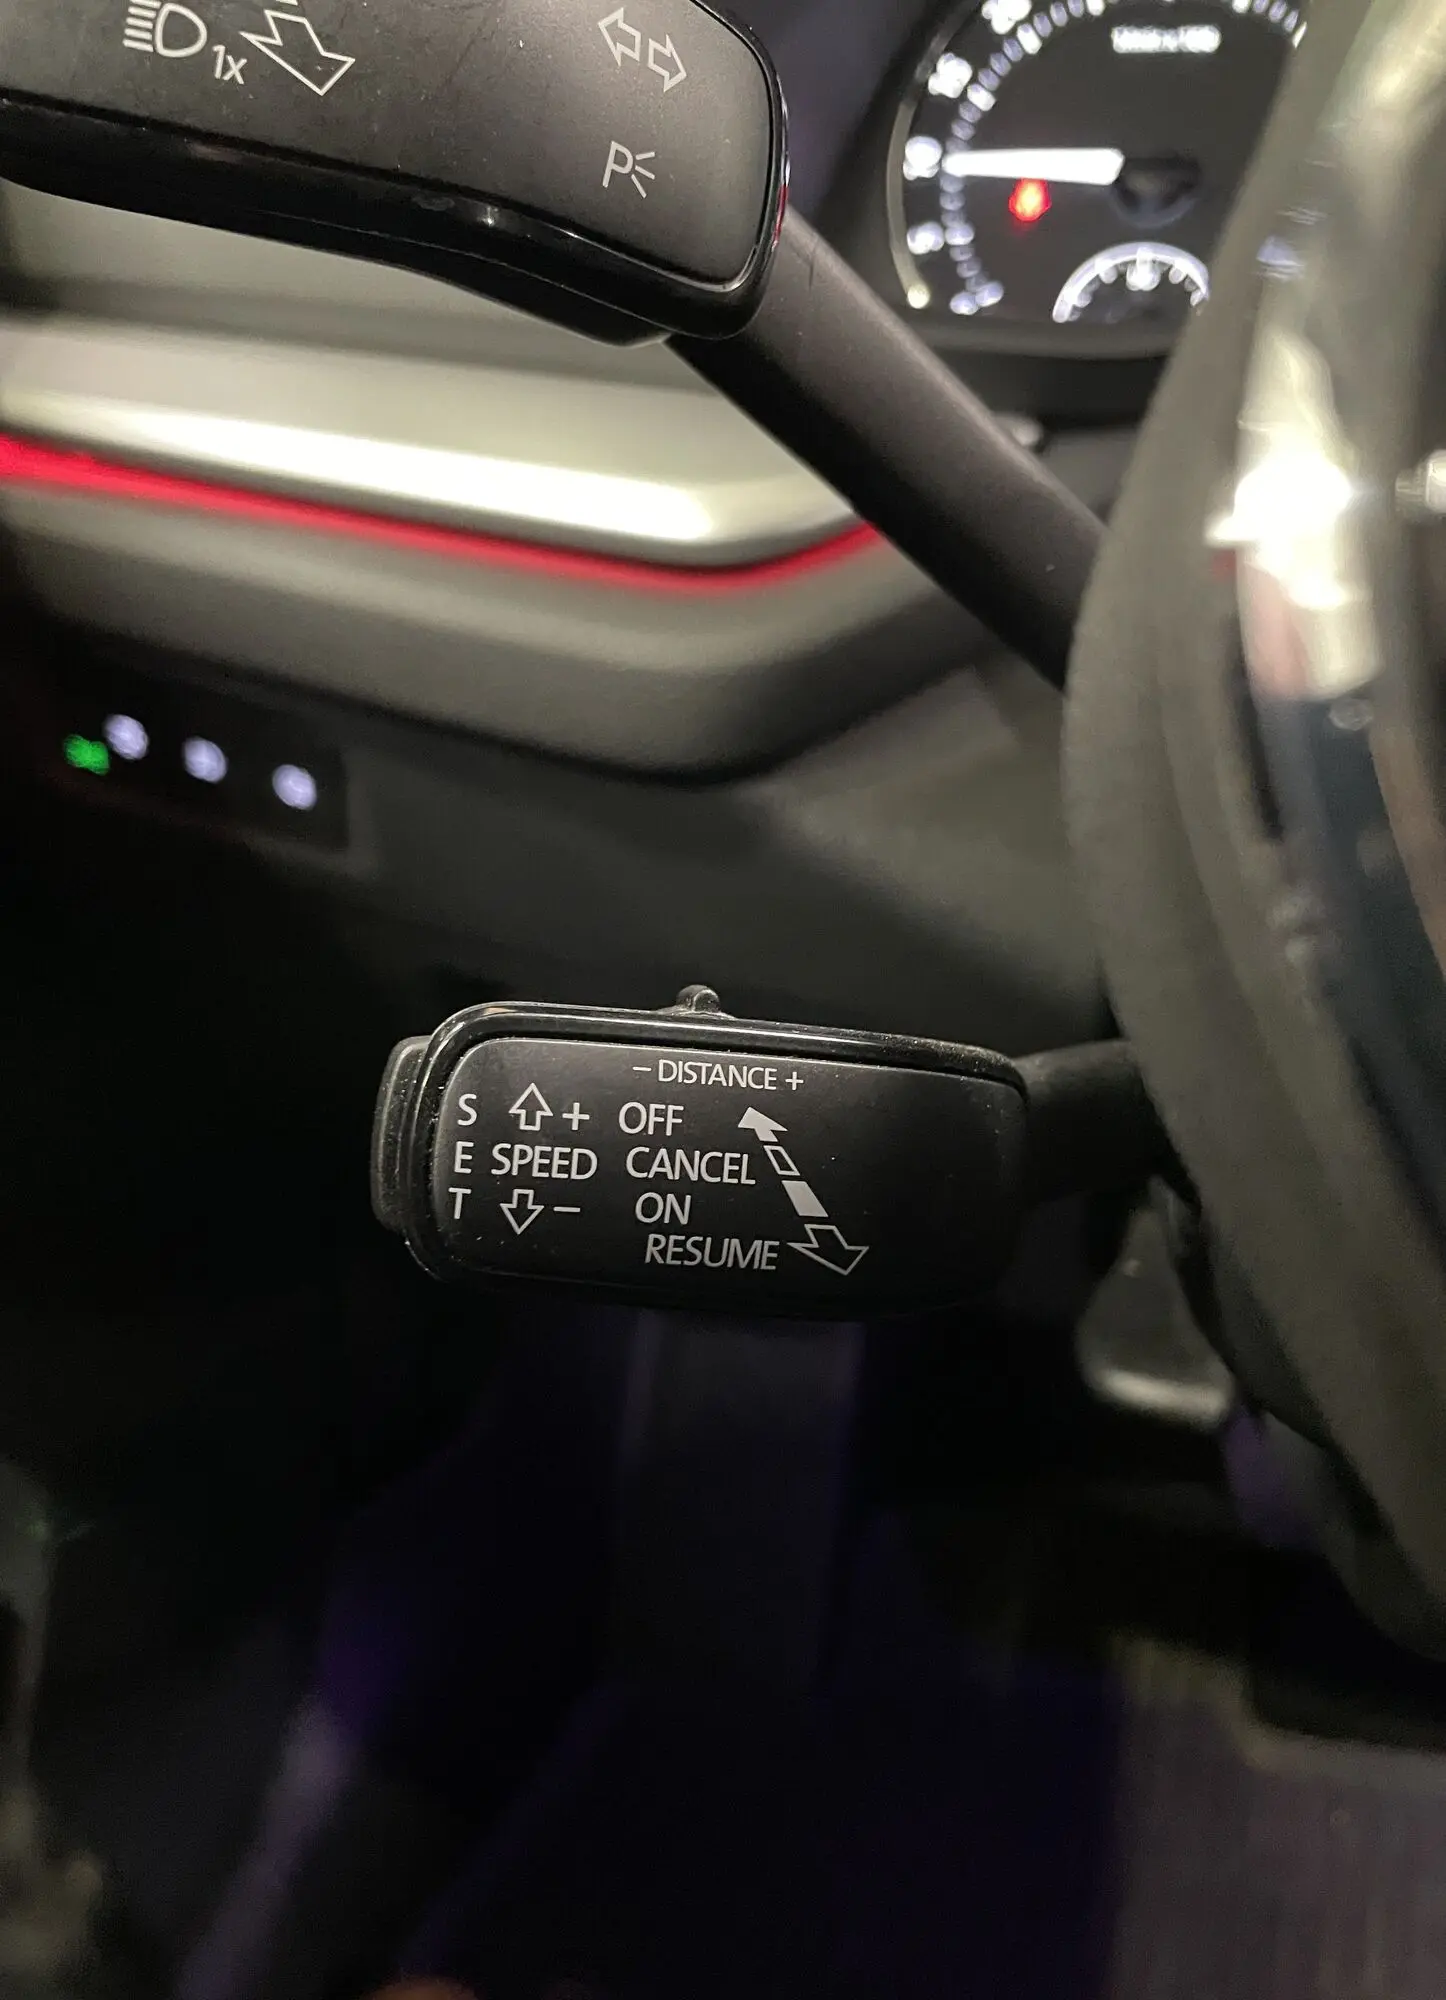 1x
P
– DISTANCE +
S + OFF
E SPEED CANCEL
T – ON
RESUME